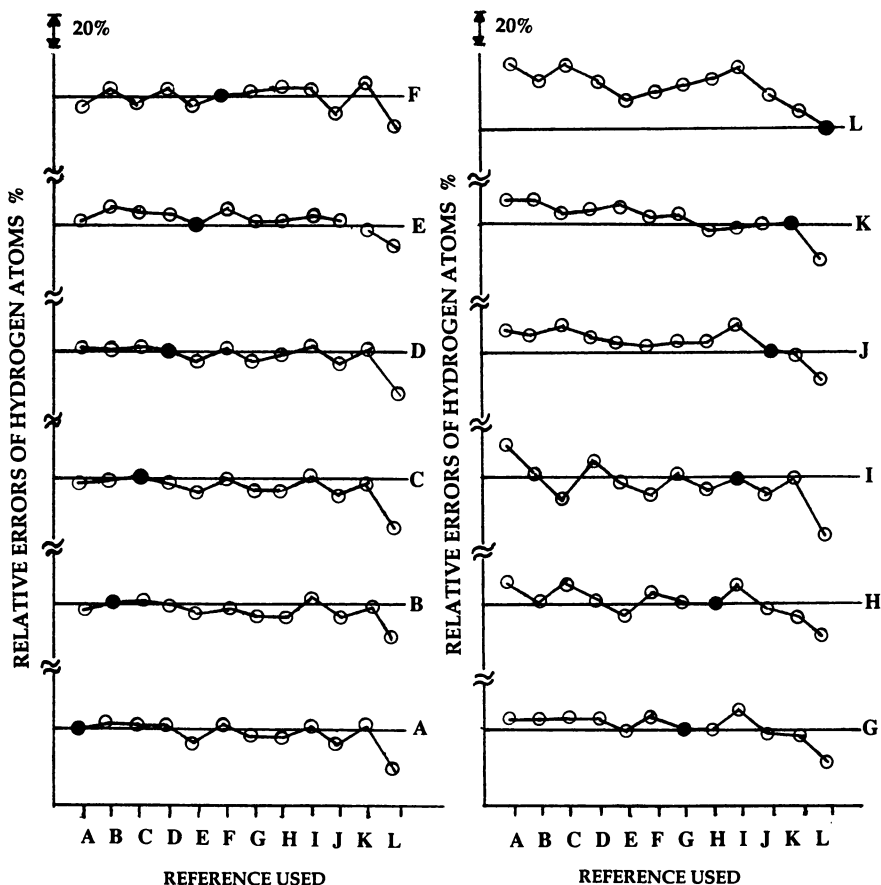 20%
F
E
D
C
B
A
RELATIVE ERRORS OF HYDROGEN ATOMS %
A B C D E F G H I J K L
REFERENCE USED
20%
L
K
J
I
H
G
RELATIVE ERRORS OF HYDROGEN ATOMS %
A B C D E F G H I J K L
REFERENCE USED